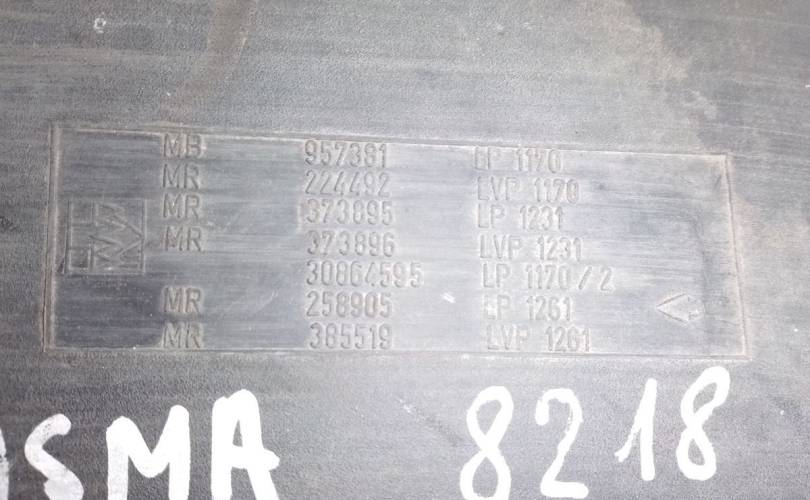 MB 957381 LP 1170
MR 224492 LVP 1170
MR 373895 LP 1231
MR 373896 LVP 1231
30864595 LP 1170/2
MR 258905 LP 1261
MR 385519 LVP 1261
SMA 8218